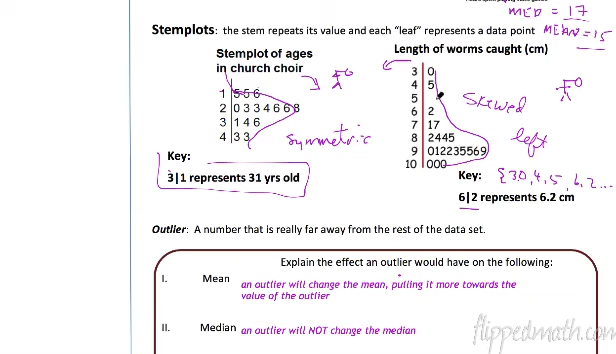 MED = 17
Stemplots: the stem repeats its value and each “leaf” represents a data point
MEAN = 15
Stemplot of ages
in church choir
1 | 5 5 6
2 | 0 3 3 4 6 6 8
3 | 1 4 6
4 | 3 3
symmetric
Key:
3|1 represents 31 yrs old
Length of worms caught (cm)
3 | 0
4 | 5
5 |
6 | 2
7 | 17
8 | 2445
9 | 012235569
10 | 000
Skewed
left
Key: {3.0, 4.5, 6.2 ...
6|2 represents 6.2 cm
Outlier: A number that is really far away from the rest of the data set.
Explain the effect an outlier would have on the following:
I. Mean an outlier will change the mean, pulling it more towards the
value of the outlier
II. Median an outlier will NOT change the median
flippedmath.com